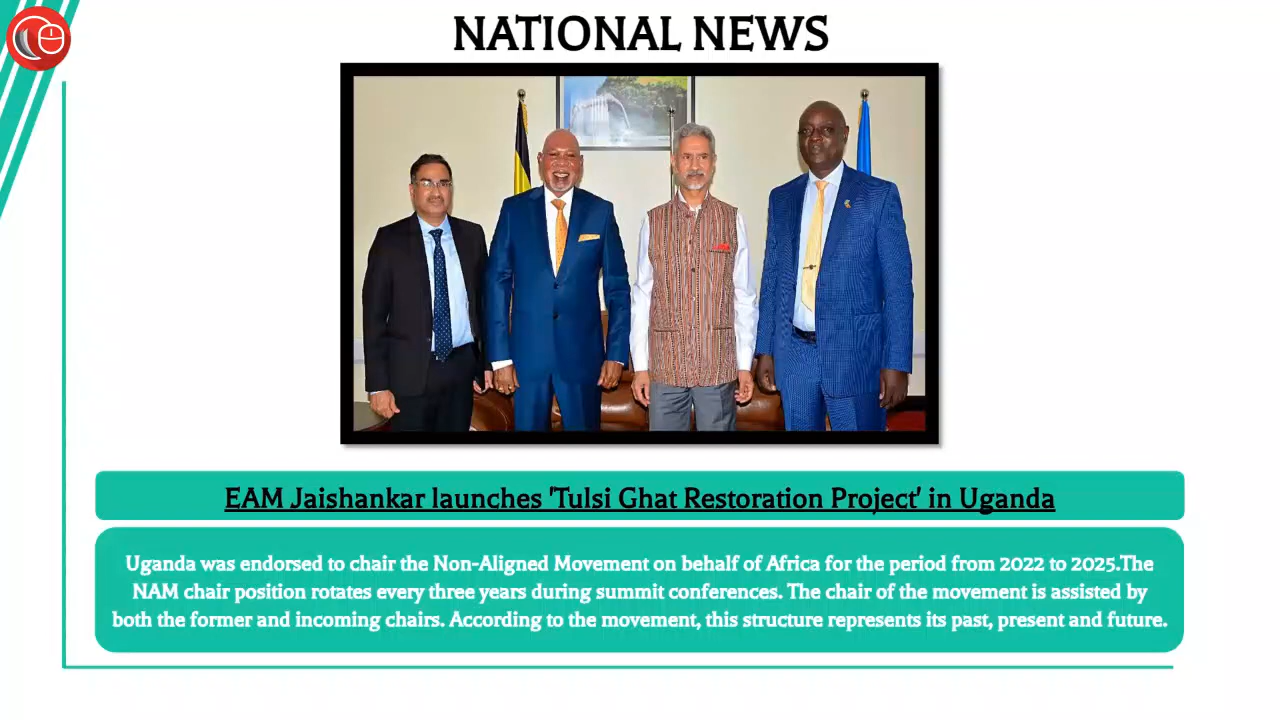 NATIONAL NEWS
EAM Jaishankar launches 'Tulsi Ghat Restoration Project' in Uganda
Uganda was endorsed to chair the Non-Aligned Movement on behalf of Africa for the period from 2022 to 2025.The
NAM chair position rotates every three years during summit conferences. The chair of the movement is assisted by
both the former and incoming chairs. According to the movement, this structure represents its past, present and future.